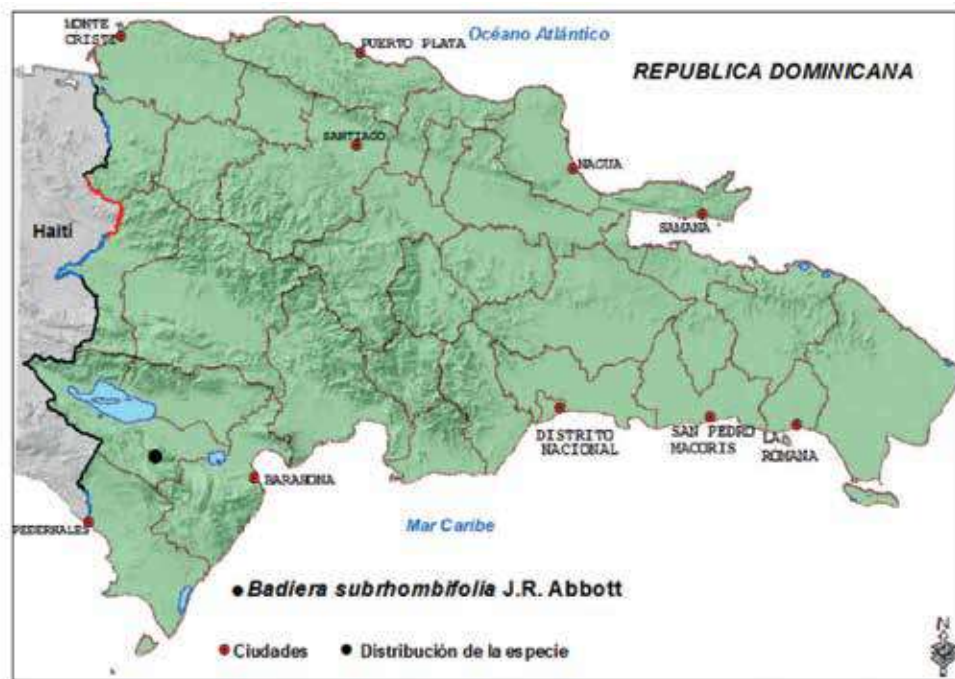 MONTE
CRISTI
PUERTO PLATA
Océano Atlántico
REPUBLICA DOMINICANA
SANTIAGO
NAGUA
SAMANA
Haití
DISTRITO
NACIONAL
SAN PEDRO
MACORIS
LA
ROMANA
BARAHONA
PEDERNALES
Mar Caribe
Badiera subrhombifolia J.R. Abbott
Ciudades
Distribución de la especie
N